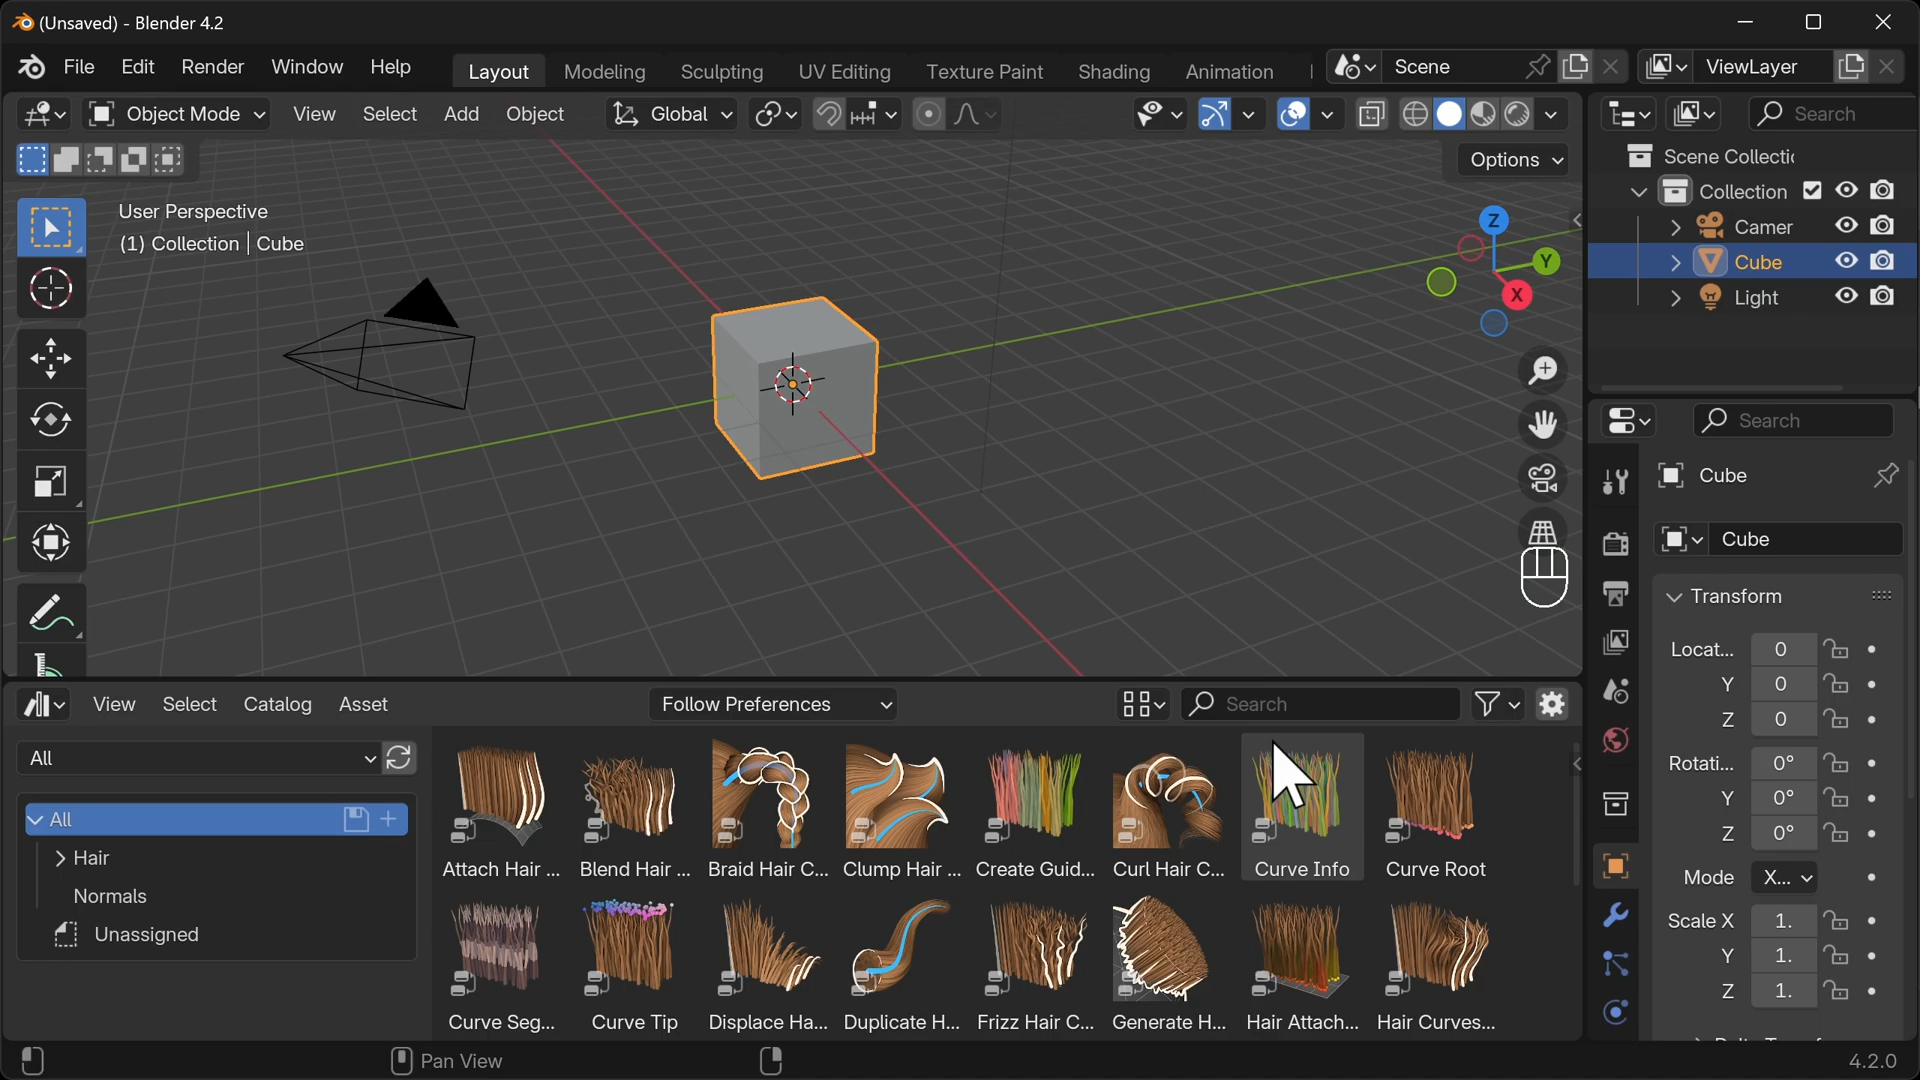 (Unsaved) - Blender 4.2
File Edit Render Window Help Layout Modeling Sculpting UV Editing Texture Paint Shading Animation Scene ViewLayer
Object Mode View Select Add Object Global Search
Options
Scene Collectic
Collection
Camer
Cube
Light
User Perspective
(1) Collection | Cube
Z
Y
X
Search
Cube
Cube
Transform
Locat... 0
Y 0
Z 0
Rotati... 0°
Y 0°
Z 0°
Mode X...
Scale X 1.
Y 1.
Z 1.
View Select Catalog Asset Follow Preferences Search
All
All
Hair
Normals
Unassigned
Attach Hair ... Blend Hair ... Braid Hair C... Clump Hair ... Create Guid... Curl Hair C... Curve Info Curve Root
Curve Seg... Curve Tip Displace Ha... Duplicate H... Frizz Hair C... Generate H... Hair Attach... Hair Curves...
Pan View
4.2.0